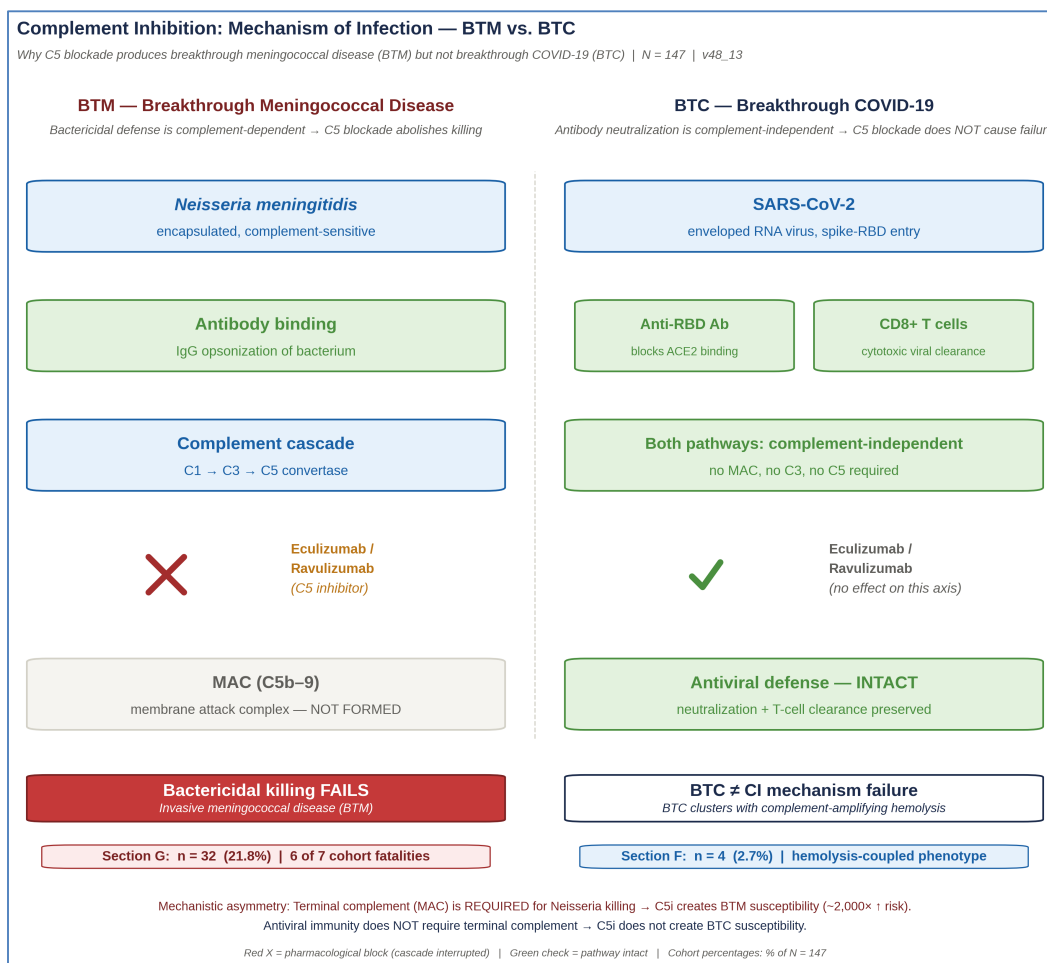 Complement Inhibition: Mechanism of Infection — BTM vs. BTC
Why C5 blockade produces breakthrough meningococcal disease (BTM) but not breakthrough COVID-19 (BTC) | N = 147 | v48_13
BTM — Breakthrough Meningococcal Disease
Bactericidal defense is complement-dependent → C5 blockade abolishes killing
Neisseria meningitidis
encapsulated, complement-sensitive
Antibody binding
IgG opsonization of bacterium
Complement cascade
C1 → C3 → C5 convertase
Eculizumab /
Ravulizumab
(C5 inhibitor)
MAC (C5b–9)
membrane attack complex — NOT FORMED
Bactericidal killing FAILS
Invasive meningococcal disease (BTM)
Section G: n = 32 (21.8%) | 6 of 7 cohort fatalities
BTC — Breakthrough COVID-19
Antibody neutralization is complement-independent → C5 blockade does NOT cause failur
SARS-CoV-2
enveloped RNA virus, spike-RBD entry
Anti-RBD Ab
blocks ACE2 binding
CD8+ T cells
cytotoxic viral clearance
Both pathways: complement-independent
no MAC, no C3, no C5 required
Eculizumab /
Ravulizumab
(no effect on this axis)
Antiviral defense — INTACT
neutralization + T-cell clearance preserved
BTC ≠ CI mechanism failure
BTC clusters with complement-amplifying hemolysis
Section F: n = 4 (2.7%) | hemolysis-coupled phenotype
Mechanistic asymmetry: Terminal complement (MAC) is REQUIRED for Neisseria killing → C5i creates BTM susceptibility (~2,000× ↑ risk).
Antiviral immunity does NOT require terminal complement → C5i does not create BTC susceptibility.
Red X = pharmacological block (cascade interrupted) | Green check = pathway intact | Cohort percentages: % of N = 147